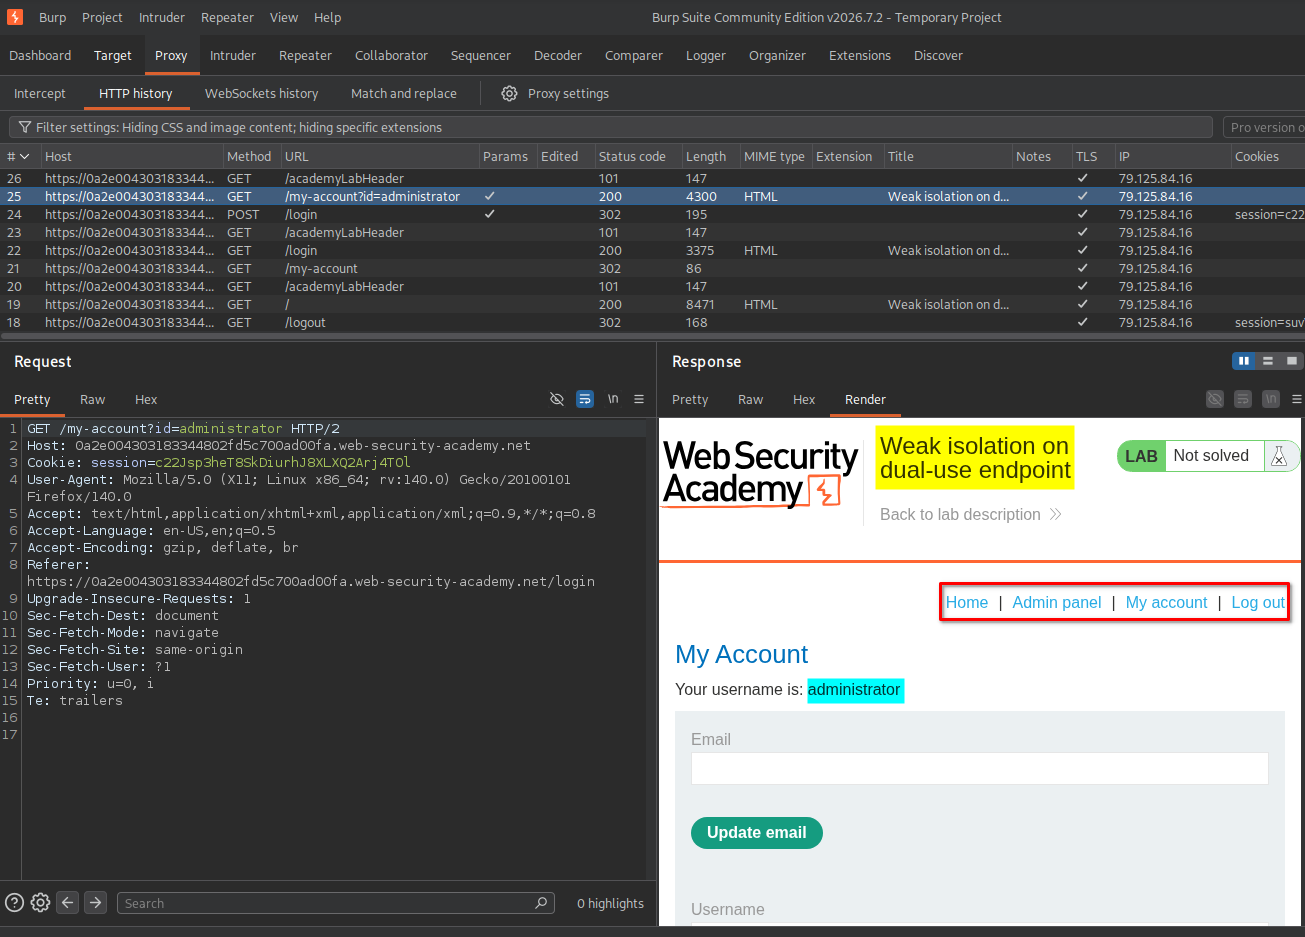 Burp Project Intruder Repeater View Help Burp Suite Community Edition v2026.7.2 - Temporary Project
Dashboard Target Proxy Intruder Repeater Collaborator Sequencer Decoder Comparer Logger Organizer Extensions Discover
Intercept HTTP history WebSockets history Match and replace Proxy settings
Filter settings: Hiding CSS and image content; hiding specific extensions Pro version o
# Host Method URL Params Edited Status code Length MIME type Extension Title Notes TLS IP Cookies
26 https://0a2e004303183344... GET /academyLabHeader 101 147 ✓ 79.125.84.16
25 https://0a2e004303183344... GET /my-account?id=administrator ✓ 200 4300 HTML Weak isolation on d... ✓ 79.125.84.16
24 https://0a2e004303183344... POST /login ✓ 302 195 ✓ 79.125.84.16 session=c22
23 https://0a2e004303183344... GET /academyLabHeader 101 147 ✓ 79.125.84.16
22 https://0a2e004303183344... GET /login 200 3375 HTML Weak isolation on d... ✓ 79.125.84.16
21 https://0a2e004303183344... GET /my-account 302 86 ✓ 79.125.84.16
20 https://0a2e004303183344... GET /academyLabHeader 101 147 ✓ 79.125.84.16
19 https://0a2e004303183344... GET / 200 8471 HTML Weak isolation on d... ✓ 79.125.84.16
18 https://0a2e004303183344... GET /logout 302 168 ✓ 79.125.84.16 session=suv
Request
Pretty Raw Hex \n
1 GET /my-account?id=administrator HTTP/2
2 Host: 0a2e004303183344802fd5c700ad00fa.web-security-academy.net
3 Cookie: session=c22Jsp3heT8SkDiurhJ8XLXQ2Arj4TOl
4 User-Agent: Mozilla/5.0 (X11; Linux x86_64; rv:140.0) Gecko/20100101
Firefox/140.0
5 Accept: text/html,application/xhtml+xml,application/xml;q=0.9,*/*;q=0.8
6 Accept-Language: en-US,en;q=0.5
7 Accept-Encoding: gzip, deflate, br
8 Referer:
https://0a2e004303183344802fd5c700ad00fa.web-security-academy.net/login
9 Upgrade-Insecure-Requests: 1
10 Sec-Fetch-Dest: document
11 Sec-Fetch-Mode: navigate
12 Sec-Fetch-Site: same-origin
13 Sec-Fetch-User: ?1
14 Priority: u=0, i
15 Te: trailers
16
17
Search 0 highlights
Response
Pretty Raw Hex Render \n
Web Security
Academy
Weak isolation on
dual-use endpoint
Back to lab description
LAB Not solved
Home | Admin panel | My account | Log out
My Account
Your username is: administrator
Email
Update email
Username